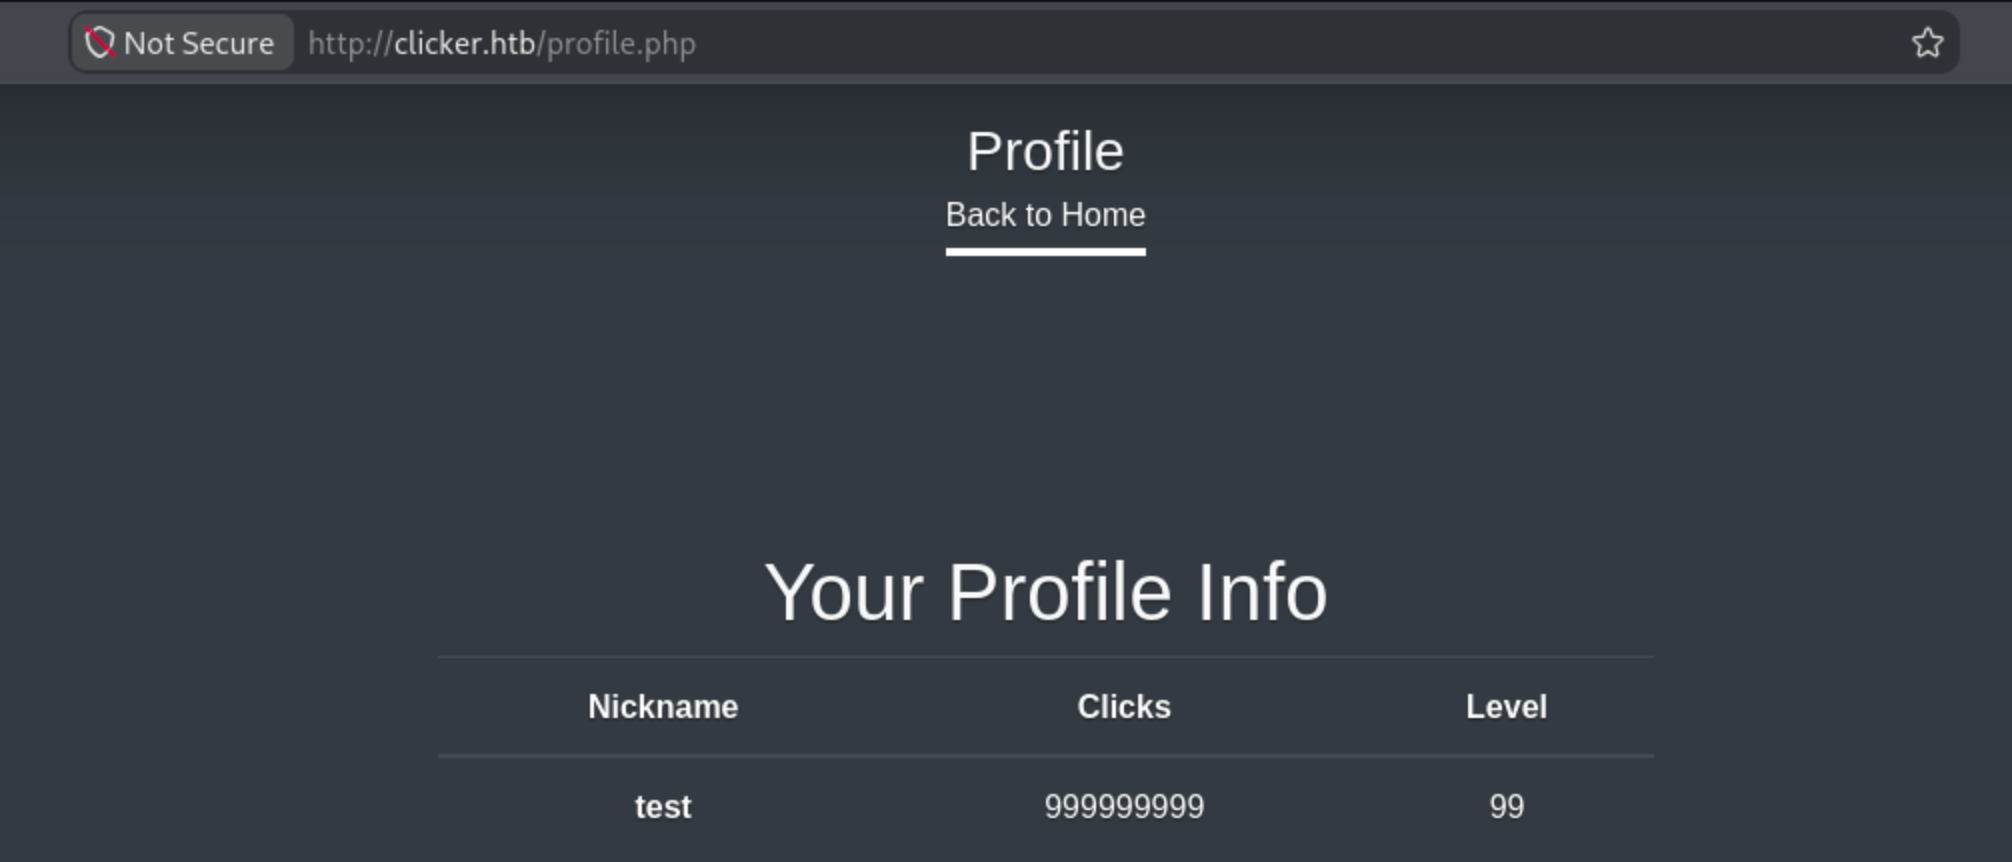 Not Secure http://clicker.htb/profile.php
Profile
Back to Home
Your Profile Info
Nickname Clicks Level
test 999999999 99